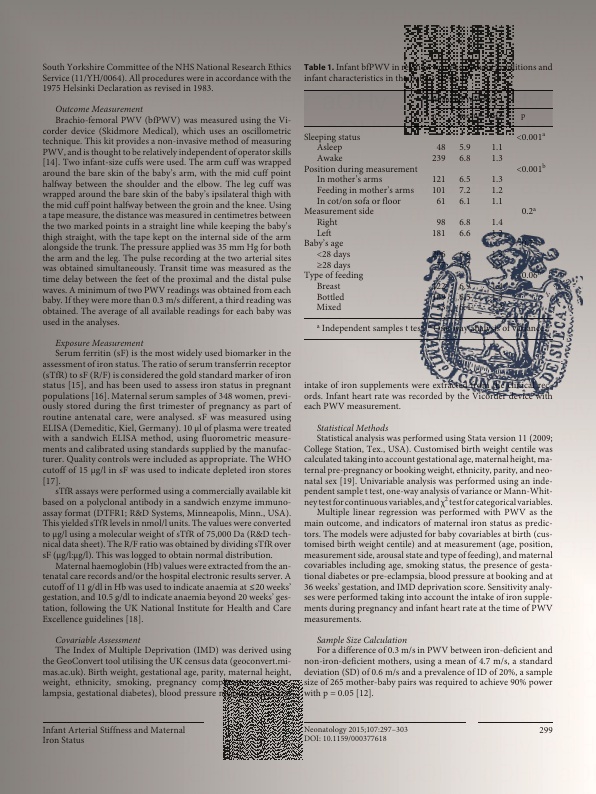 South Yorkshire Committee of the NHS National Research Ethics
Service (11/YH/0064). All procedures were in accordance with the
1975 Helsinki Declaration as revised in 1983.
Outcome Measurement
Brachio-femoral PWV (bfPWV) was measured using the Vi-
corder device (Skidmore Medical), which uses an oscillometric
technique. This kit provides a non-invasive method of measuring
PWV, and is thought to be relatively independent of operator skills
[14]. Two infant-size cuffs were used. The arm cuff was wrapped
around the bare skin of the baby's arm, with the mid cuff point
halfway between the shoulder and the elbow. The leg cuff was
wrapped around the bare skin of the baby's ipsilateral thigh with
the mid cuff point halfway between the groin and the knee. Using
a tape measure, the distance was measured in centimetres between
the two marked points in a straight line while keeping the baby's
thigh straight, with the tape kept on the internal side of the arm
alongside the trunk. The pressure applied was 35 mm Hg for both
the arm and the leg. The pulse recording at the two arterial sites
was obtained simultaneously. Transit time was measured as the
time delay between the feet of the proximal and the distal pulse
waves. A minimum of two PWV readings was obtained from each
baby. If they were more than 0.3 m/s different, a third reading was
obtained. The average of all available readings for each baby was
used in the analyses.
Exposure Measurement
Serum ferritin (sF) is the most widely used biomarker in the
assessment of iron status. The ratio of serum transferrin receptor
(sTfR) to sF (R/F) is considered the gold standard marker of iron
status [15], and has been used to assess iron status in pregnant
populations [16]. Maternal serum samples of 348 women, previ-
ously stored during the first trimester of pregnancy as part of
routine antenatal care, were analysed. sF was measured using
ELISA (Demeditic, Kiel, Germany). 10 μl of plasma were treated
with a sandwich ELISA method, using fluorometric measure-
ments and calibrated using standards supplied by the manufac-
turer. Quality controls were included as appropriate. The WHO
cutoff of 15 μg/l in sF was used to indicate depleted iron stores
[17].
sTfR assays were performed using a commercially available kit
based on a polyclonal antibody in a sandwich enzyme immuno-
assay format (DTFR1; R&D Systems, Minneapolis, Minn., USA).
This yielded sTfR levels in nmol/l units. The values were converted
to μg/l using a molecular weight of sTfR of 75,000 Da (R&D tech-
nical data sheet). The R/F ratio was obtained by dividing sTfR over
sF (μg/l:μg/l). This was logged to obtain normal distribution.
Maternal haemoglobin (Hb) values were extracted from the an-
tenatal care records and/or the hospital electronic results server. A
cutoff of 11 g/dl in Hb was used to indicate anaemia at ≤20 weeks'
gestation, and 10.5 g/dl to indicate anaemia beyond 20 weeks' ges-
tation, following the UK National Institute for Health and Care
Excellence guidelines [18].
Covariable Assessment
The Index of Multiple Deprivation (IMD) was derived using
the GeoConvert tool utilising the UK census data (geoconvert.mi-
mas.ac.uk). Birth weight, gestational age, parity, maternal height,
weight, ethnicity, smoking, pregnancy
lampsia, gestational diabetes), blood pressure
Table 1. Infant bfPWV in
infant characteristics in
p
Sleeping status <0.001a
Asleep 48 5.9 1.1
Awake 239 6.8 1.3
Position during measurement <0.001b
In mother's arms 121 6.5 1.3
Feeding in mother's arms 101 7.2 1.2
In cot/on sofa or floor 61 6.1 1.1
Measurement side 0.2a
Right 98 6.8 1.4
Left 181 6.6
Baby's age
<28 days
≥28 days
Type of feeding
Breast
Bottled
Mixed
a Independent samples t
intake of iron supplements were
ords. Infant heart rate was recorded by the Vicorder device with
each PWV measurement.
Statistical Methods
Statistical analysis was performed using Stata version 11 (2009;
College Station, Tex., USA). Customised birth weight centile was
calculated taking into account gestational age, maternal height, ma-
ternal pre-pregnancy or booking weight, ethnicity, parity, and neo-
natal sex [19]. Univariable analysis was performed using an inde-
pendent sample t test, one-way analysis of variance or Mann-Whit-
ney test for continuous variables, and χ2 test for categorical variables.
Multiple linear regression was performed with PWV as the
main outcome, and indicators of maternal iron status as predic-
tors. The models were adjusted for baby covariables at birth (cus-
tomised birth weight centile) and at measurement (age, position,
measurement side, arousal state and type of feeding), and maternal
covariables including age, smoking status, the presence of gesta-
tional diabetes or pre-eclampsia, blood pressure at booking and at
36 weeks' gestation, and IMD deprivation score. Sensitivity analy-
ses were performed taking into account the intake of iron supple-
ments during pregnancy and infant heart rate at the time of PWV
measurements.
Sample Size Calculation
For a difference of 0.3 m/s in PWV between iron-deficient and
non-iron-deficient mothers, using a mean of 4.7 m/s, a standard
deviation (SD) of 0.6 m/s and a prevalence of ID of 20%, a sample
size of 265 mother-baby pairs was required to achieve 90% power
with p = 0.05 [12].
Infant Arterial Stiffness and Maternal
Iron Status
Neonatology 2015;107:297–303
DOI: 10.1159/000377618
299